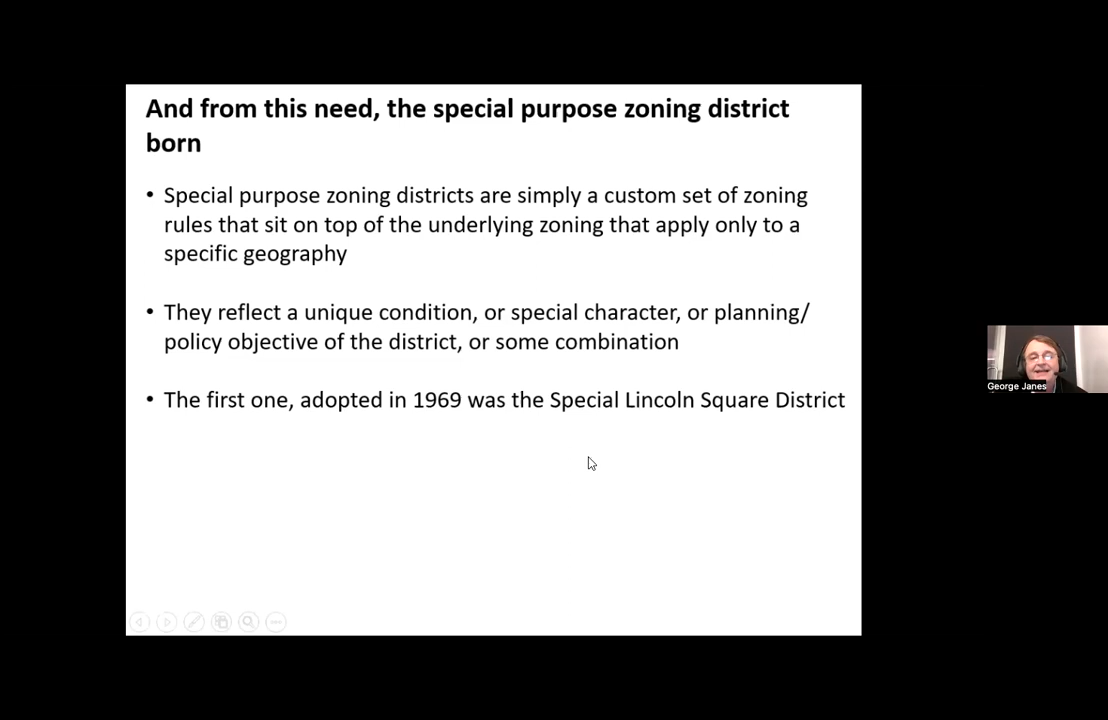 And from this need, the special purpose zoning district
born
• Special purpose zoning districts are simply a custom set of zoning
rules that sit on top of the underlying zoning that apply only to a
specific geography
• They reflect a unique condition, or special character, or planning/
policy objective of the district, or some combination
• The first one, adopted in 1969 was the Special Lincoln Square District
George Janes